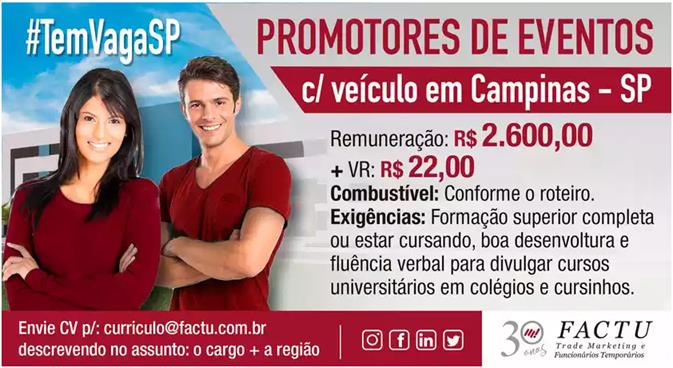 #TemVagaSP
PROMOTORES DE EVENTOS
c/ veículo em Campinas – SP
Remuneração: R$ 2.600,00
+ VR: R$ 22,00
Combustível: Conforme o roteiro.
Exigências: Formação superior completa
ou estar cursando, boa desenvoltura e
fluência verbal para divulgar cursos
universitários em colégios e cursinhos.
Envie CV p/: curriculo@factu.com.br
descrevendo no assunto: o cargo + a região
30 anos
FACTU
Trade Marketing e
Funcionários Temporários